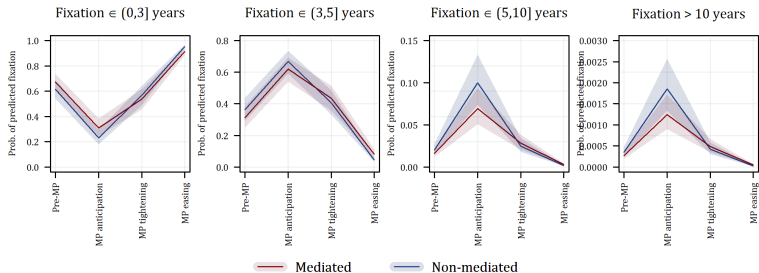 Fixation ∈ (0,3] years
Fixation ∈ (3,5] years
Fixation ∈ (5,10] years
Fixation > 10 years
Prob. of predicted fixation
1.0
0.8
0.6
0.4
0.2
0.0
Pre-MP
MP anticipation
MP tightening
MP easing
Prob. of predicted fixation
0.8
0.6
0.4
0.2
0.0
Pre-MP
MP anticipation
MP tightening
MP easing
Prob. of predicted fixation
0.15
0.10
0.05
0.00
Pre-MP
MP anticipation
MP tightening
MP easing
Prob. of predicted fixation
0.0030
0.0025
0.0020
0.0015
0.0010
0.0005
0.0000
Pre-MP
MP anticipation
MP tightening
MP easing
Mediated
Non-mediated